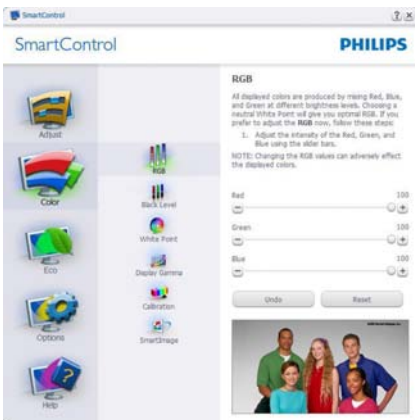 SmartControl
SmartControl
PHILIPS
Adjust
Color
Eco
Options
Help
RGB
Black Level
White Point
Display Gamma
Calibration
SmartImage
RGB
All displayed colors are produced by mixing Red, Blue,
and Green at different brightness levels. Choosing a
neutral White Point will give you optimal RGB. If you
prefer to adjust the RGB now, follow these steps:
1. Adjust the intensity of the Red, Green, and
Blue using the slider bars.
NOTE: Changing the RGB values can adversely effect
the displayed colors.
Red 100
Green 100
Blue 100
Undo Reset